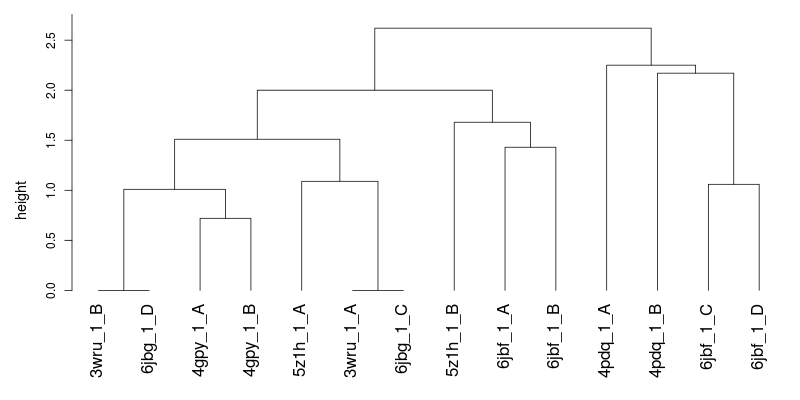 height
2.5
2.0
1.5
1.0
0.5
0.0
3wru_1_B
6jbg_1_D
4gpy_1_A
4gpy_1_B
5z1h_1_A
3wru_1_A
6jbg_1_C
5z1h_1_B
6jbf_1_A
6jbf_1_B
4pdq_1_A
4pdq_1_B
6jbf_1_C
6jbf_1_D